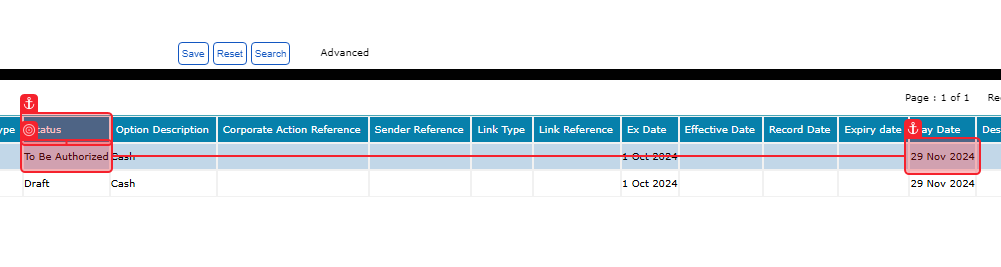 Save Reset Search Advanced
Page : 1 of 1 Re
ype tatus Option Description Corporate Action Reference Sender Reference Link Type Link Reference Ex Date Effective Date Record Date Expiry date ay Date Des
To Be Authorized Cash 1 Oct 2024 29 Nov 2024
Draft Cash 1 Oct 2024 29 Nov 2024